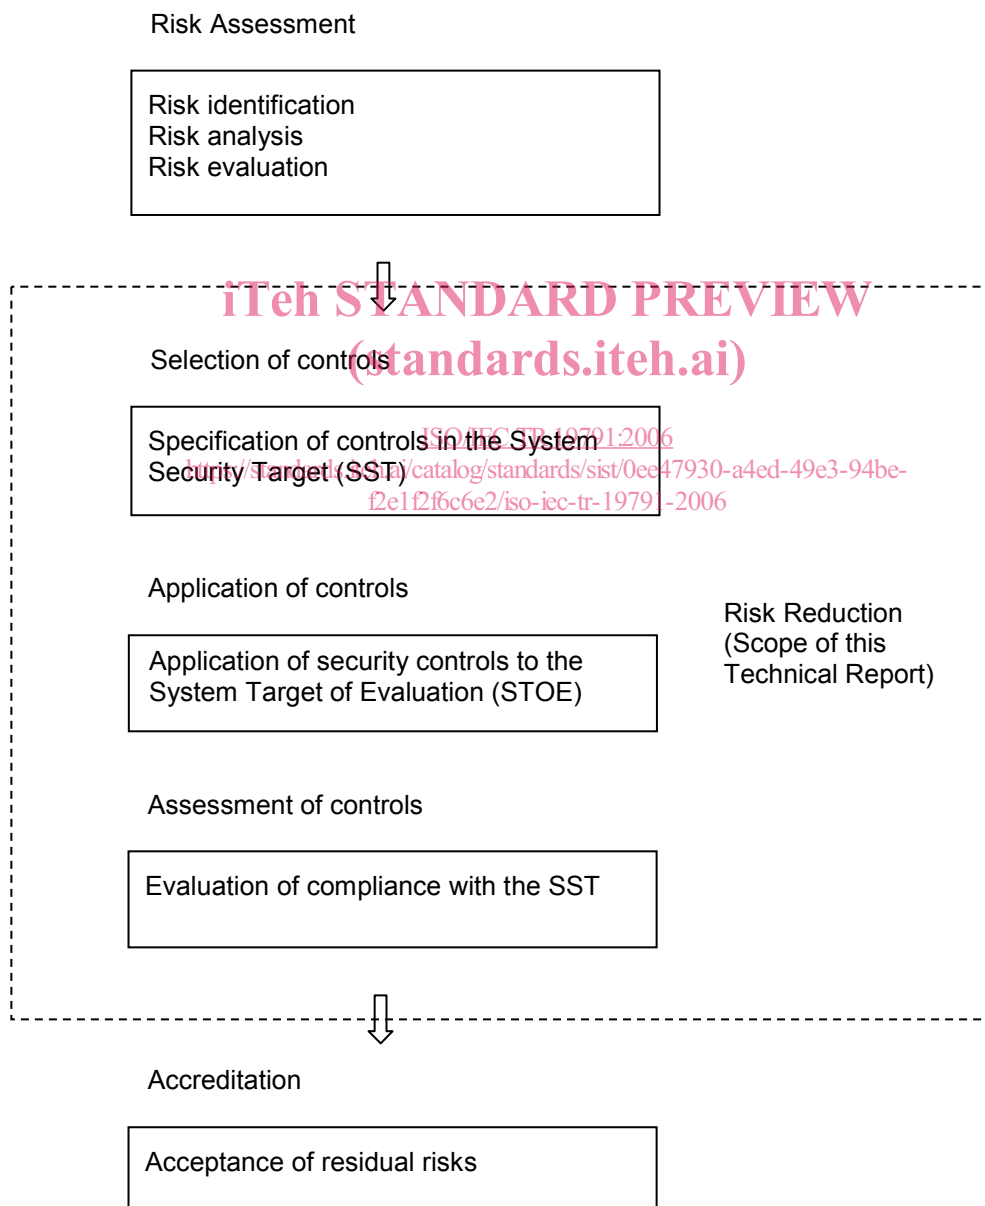 Risk Assessment
Risk identification
Risk analysis
Risk evaluation
iTeh STANDARD PREVIEW
(standards.iteh.ai)
Selection of controls
Specification of controls in the System
Security Target (SST)
ISO/IEC TR 19791:2006
https://standards.iteh.ai/catalog/standards/sist/0ee47930-a4ed-49e3-94be-
f2e1f2f6c6e2/iso-iec-tr-19791-2006
Application of controls
Application of security controls to the
System Target of Evaluation (STOE)
Risk Reduction
(Scope of this
Technical Report)
Assessment of controls
Evaluation of compliance with the SST
Accreditation
Acceptance of residual risks